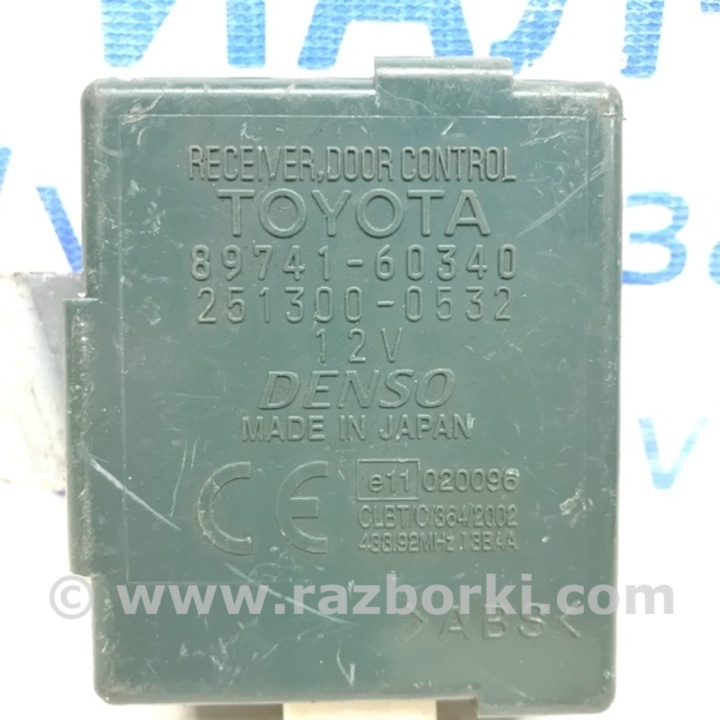 RECEIVER,DOOR CONTROL
TOYOTA
89741-60340
251300-0532
12V
DENSO
MADE IN JAPAN
CE
e11 020096
CLBT/C/364/2002
433.92MHz 13BAA
© www.razborki.com
>ABS<